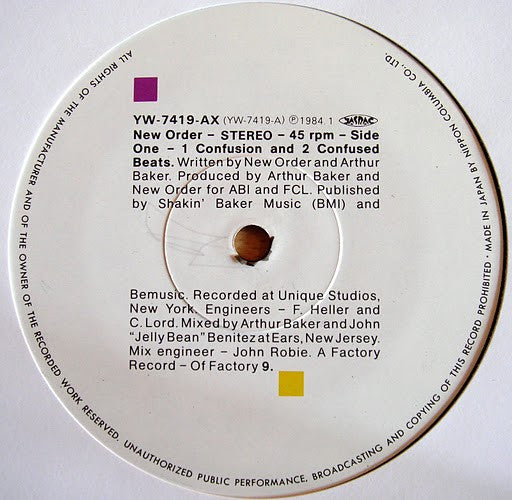 YW-7419-AX (YW-7419-A) Ⓟ1984.1 JASRAC
New Order – STEREO – 45 rpm – Side
One – 1 Confusion and 2 Confused
Beats. Written by New Order and Arthur
Baker. Produced by Arthur Baker and
New Order for ABI and FCL. Published
by Shakin' Baker Music (BMI) and
Bemusic. Recorded at Unique Studios,
New York. Engineers – F. Heller and
C. Lord. Mixed by Arthur Baker and John
"Jelly Bean" Benitez at Ears, New Jersey.
Mix engineer – John Robie. A Factory
Record – Of Factory 9.
ALL RIGHTS OF THE MANUFACTURER AND OF THE OWNER OF THE RECORDED WORK RESERVED. UNAUTHORIZED PUBLIC PERFORMANCE, BROADCASTING AND COPYING OF THIS RECORD PROHIBITED • MADE IN JAPAN BY NIPPON COLUMBIA CO., LTD.